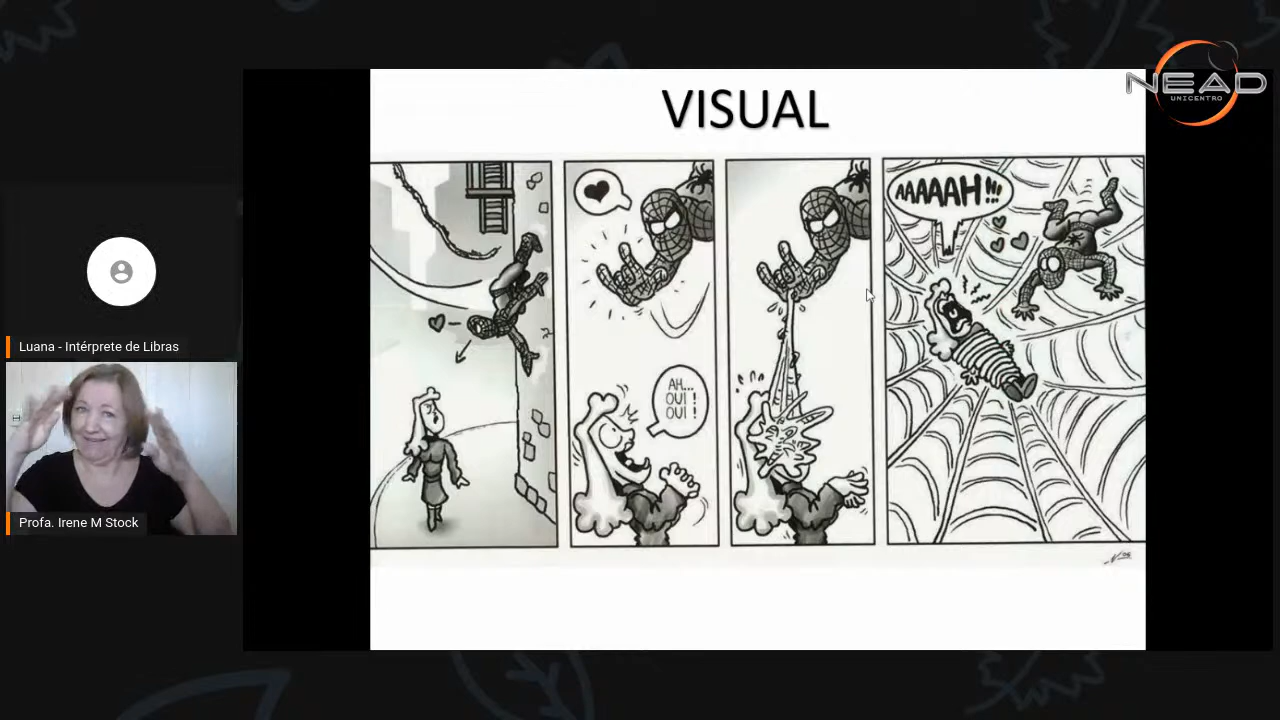 VISUAL
NEAD
UNICENTRO
AH...
OUI!
OUI!
AAAAAH!!!
Luana - Intérprete de Libras
Profa. Irene M Stock